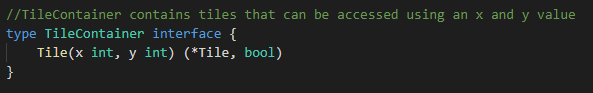 //TileContainer contains tiles that can be accessed using an x and y value
type TileContainer interface {
    Tile(x int, y int) (*Tile, bool)
}